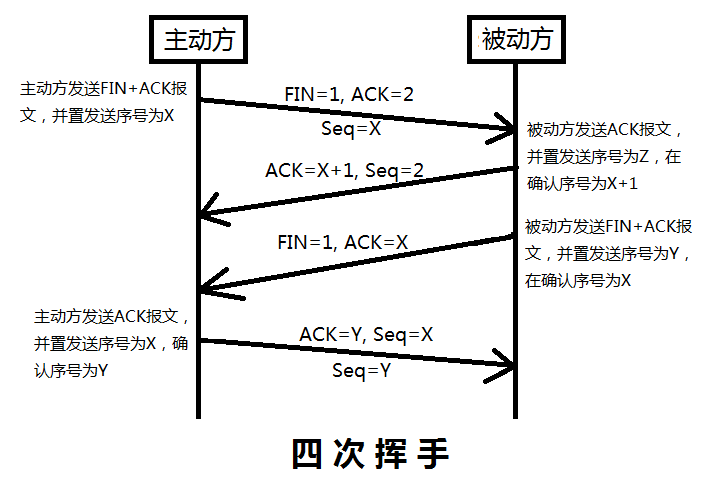 主动方
被动方
主动方发送FIN+ACK报
文，并置发送序号为X
FIN=1, ACK=2
Seq=X
被动方发送ACK报文，
并置发送序号为Z，在
确认序号为X+1
ACK=X+1, Seq=2
被动方发送FIN+ACK报
文，并置发送序号为Y，
在确认序号为X
FIN=1, ACK=X
主动方发送ACK报文，
并置发送序号为X，确
认序号为Y
ACK=Y, Seq=X
Seq=Y
四次挥手